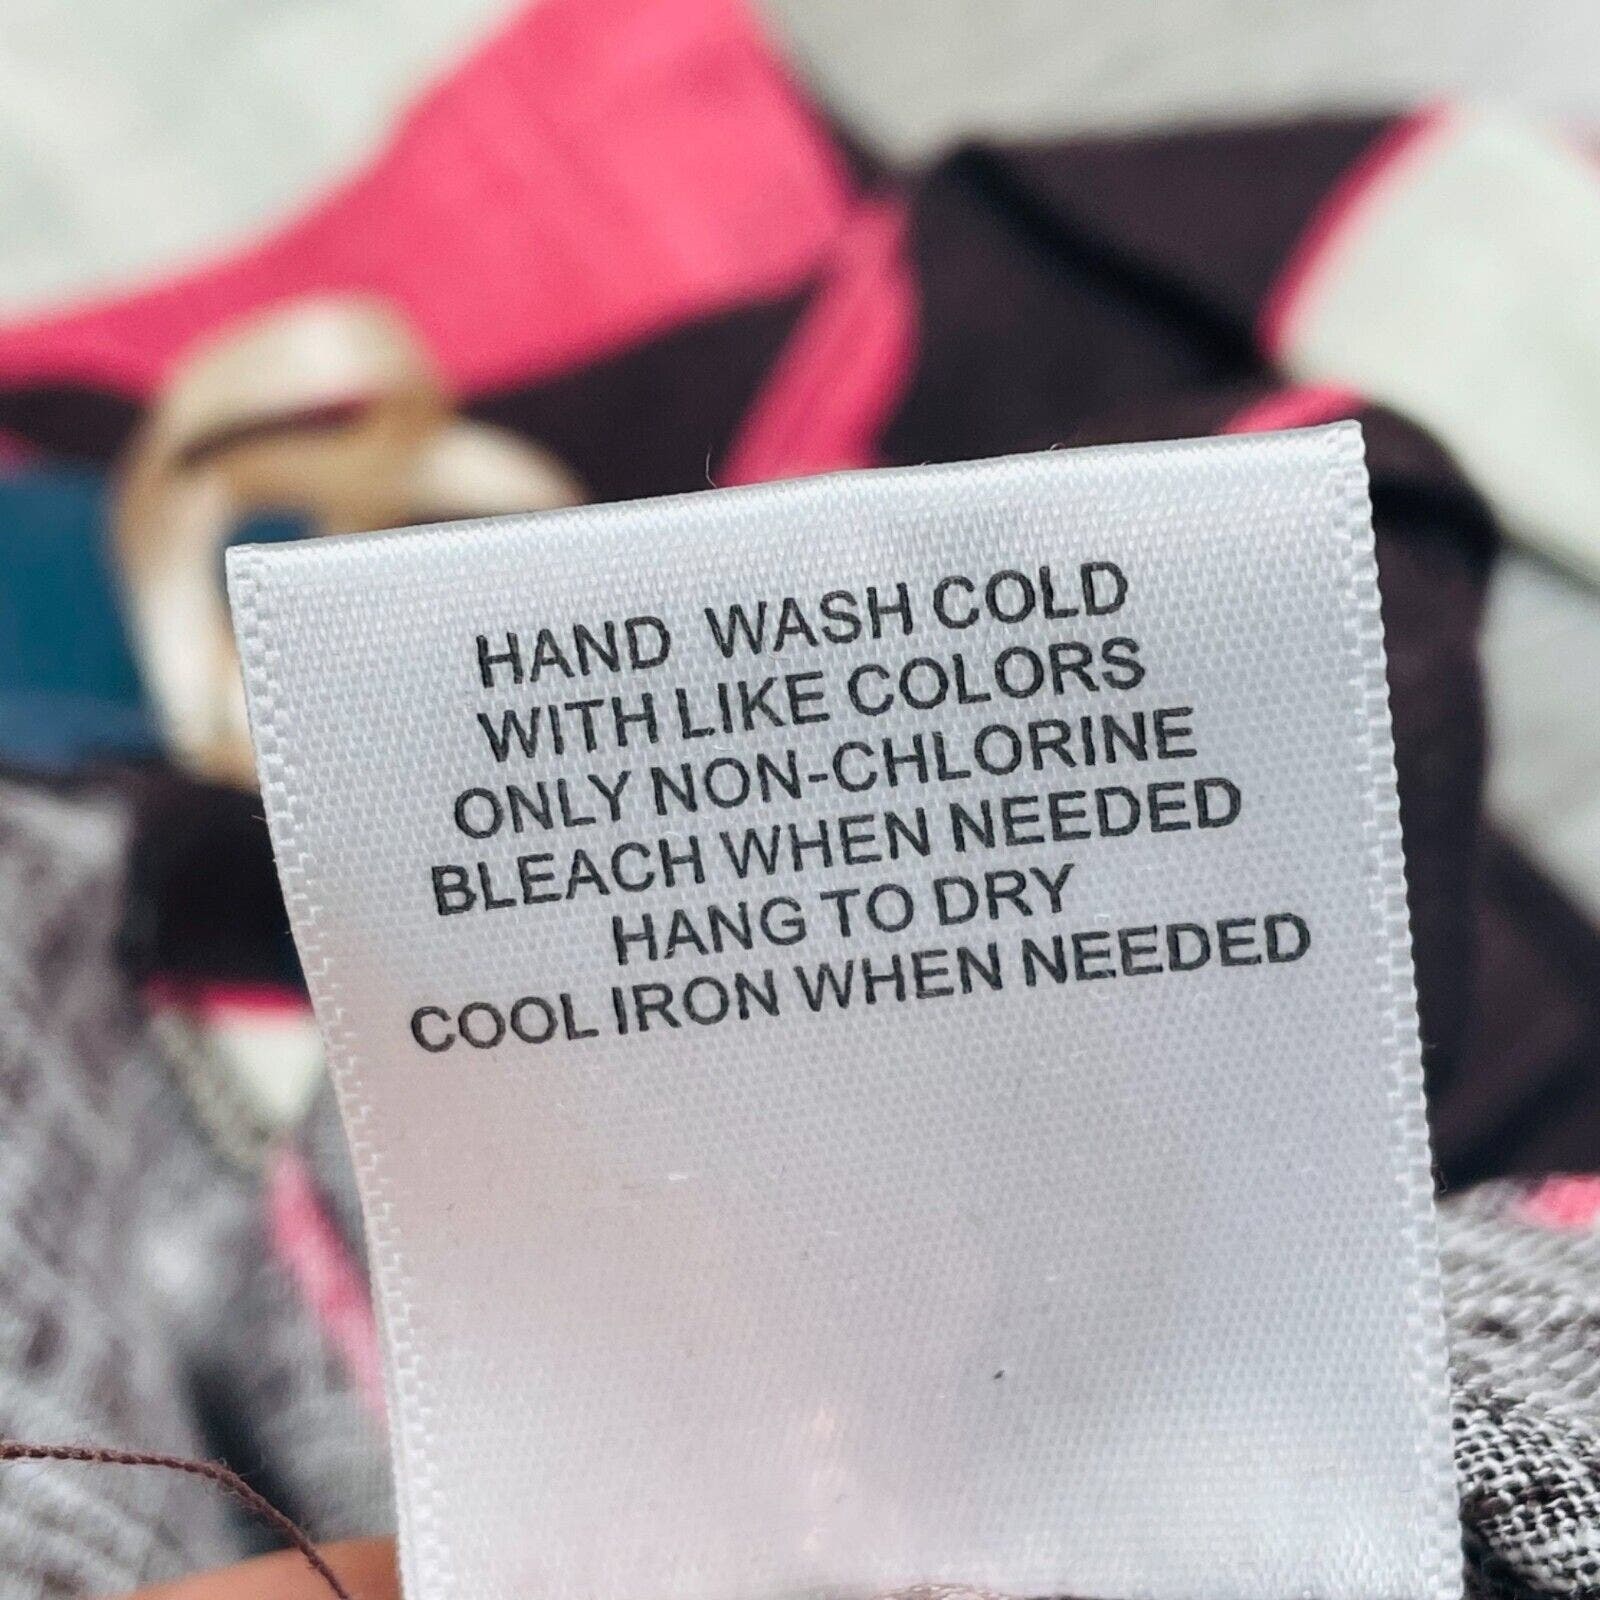 HAND WASH COLD
WITH LIKE COLORS
ONLY NON-CHLORINE
BLEACH WHEN NEEDED
HANG TO DRY
COOL IRON WHEN NEEDED